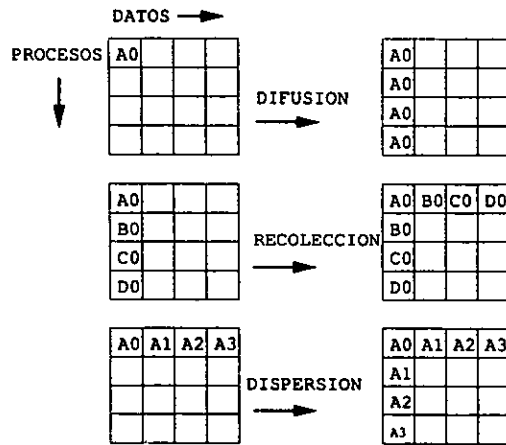 DATOS
PROCESOS
A0
A0
A0
A0
A0
DIFUSION
A0
B0
C0
D0
RECOLECCION
A0 B0 C0 D0
B0
C0
D0
A0 A1 A2 A3
DISPERSION
A0 A1 A2 A3
A1
A2
A3